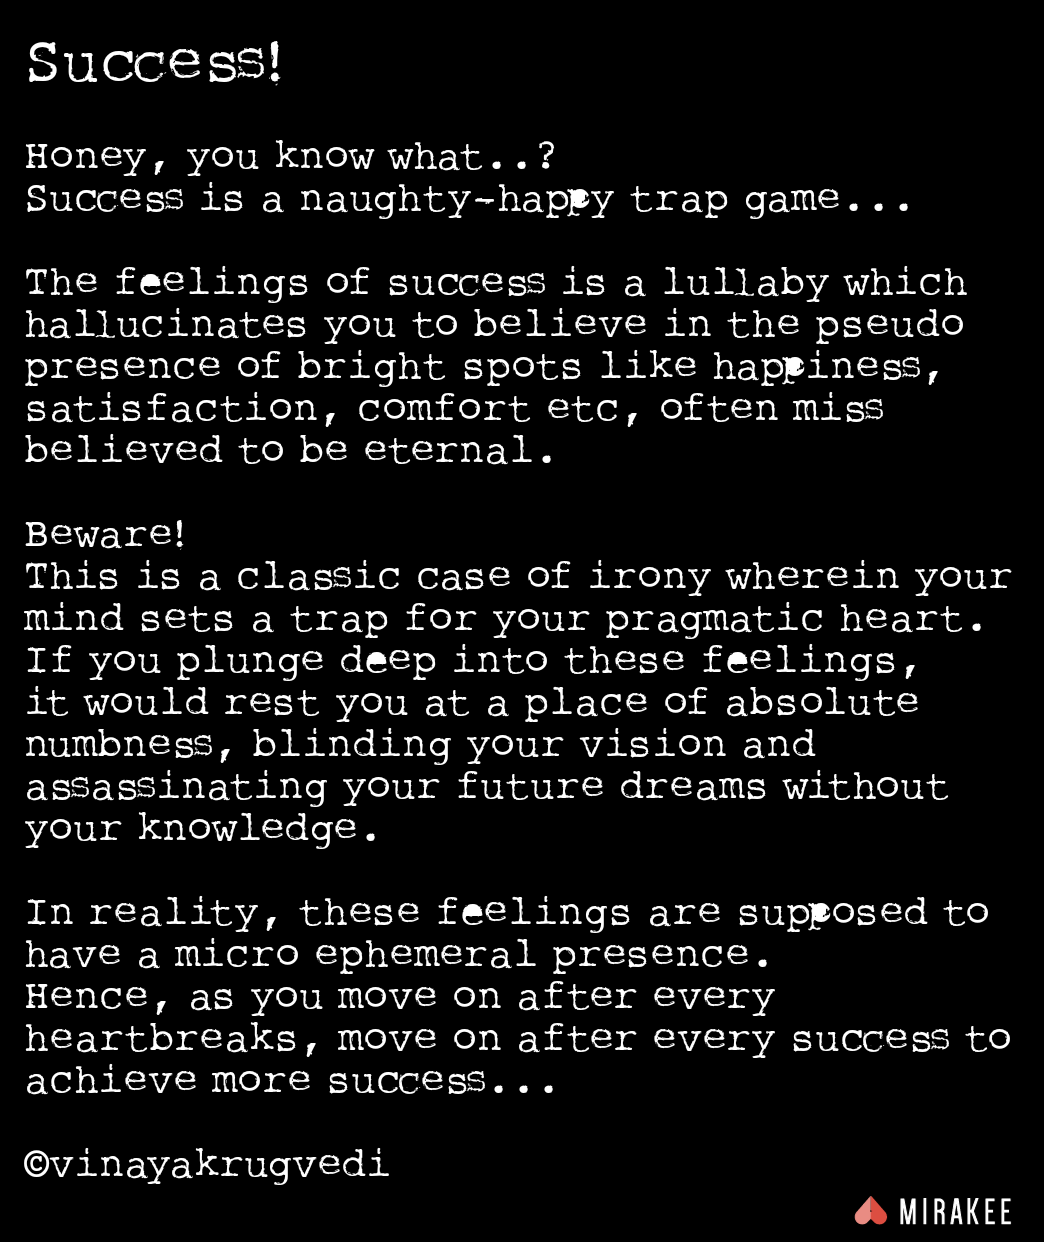 Success!
Honey, you know what..?
Success is a naughty-happy trap game...
The feelings of success is a lullaby which
hallucinates you to believe in the pseudo
presence of bright spots like happiness,
satisfaction, comfort etc, often miss
believed to be eternal.
Beware!
This is a classic case of irony wherein your
mind sets a trap for your pragmatic heart.
If you plunge deep into these feelings,
it would rest you at a place of absolute
numbness, blinding your vision and
assassinating your future dreams without
your knowledge.
In reality, these feelings are supposed to
have a micro ephemeral presence.
Hence, as you move on after every
heartbreaks, move on after every success to
achieve more success...
©vinayakrugvedi
MIRAKEE